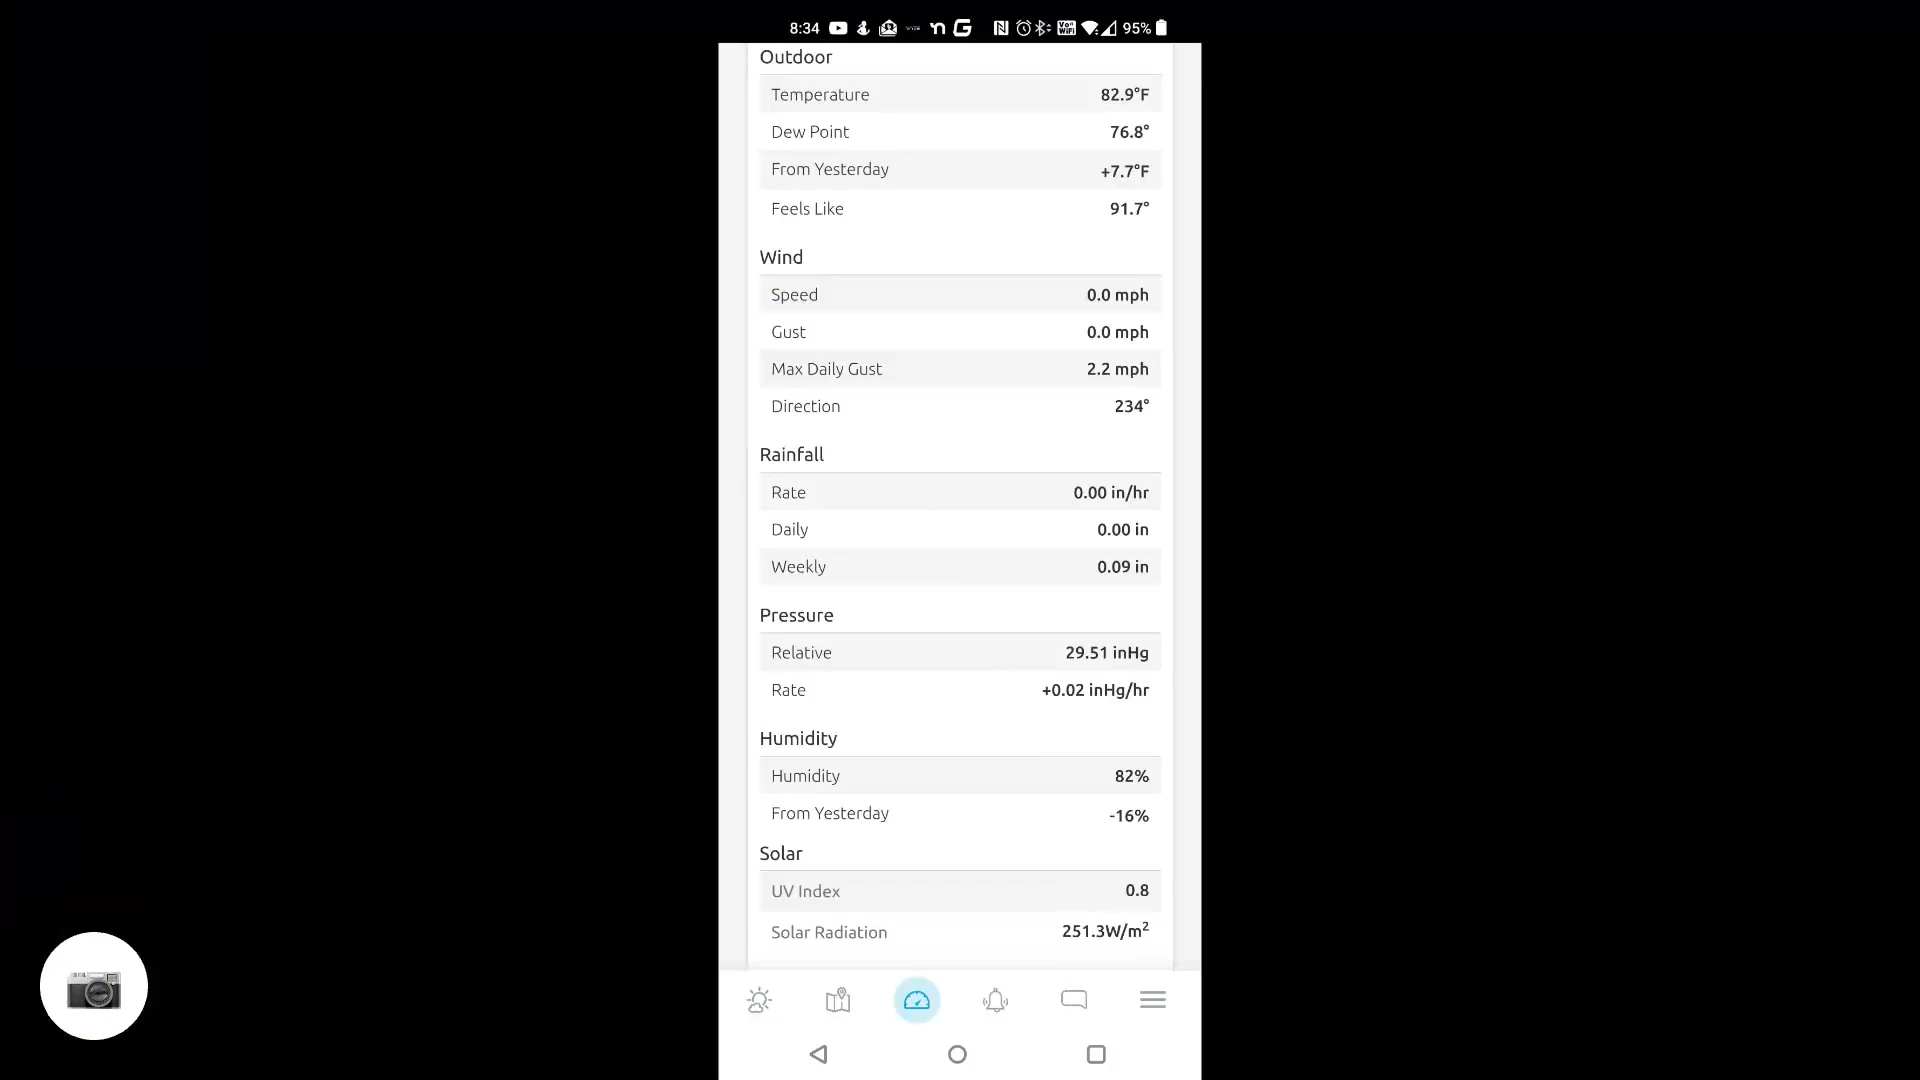 8:34 95%
Outdoor
Temperature 82.9°F
Dew Point 76.8°
From Yesterday +7.7°F
Feels Like 91.7°
Wind
Speed 0.0 mph
Gust 0.0 mph
Max Daily Gust 2.2 mph
Direction 234°
Rainfall
Rate 0.00 in/hr
Daily 0.00 in
Weekly 0.09 in
Pressure
Relative 29.51 inHg
Rate +0.02 inHg/hr
Humidity
Humidity 82%
From Yesterday -16%
Solar
UV Index 0.8
Solar Radiation 251.3W/m²